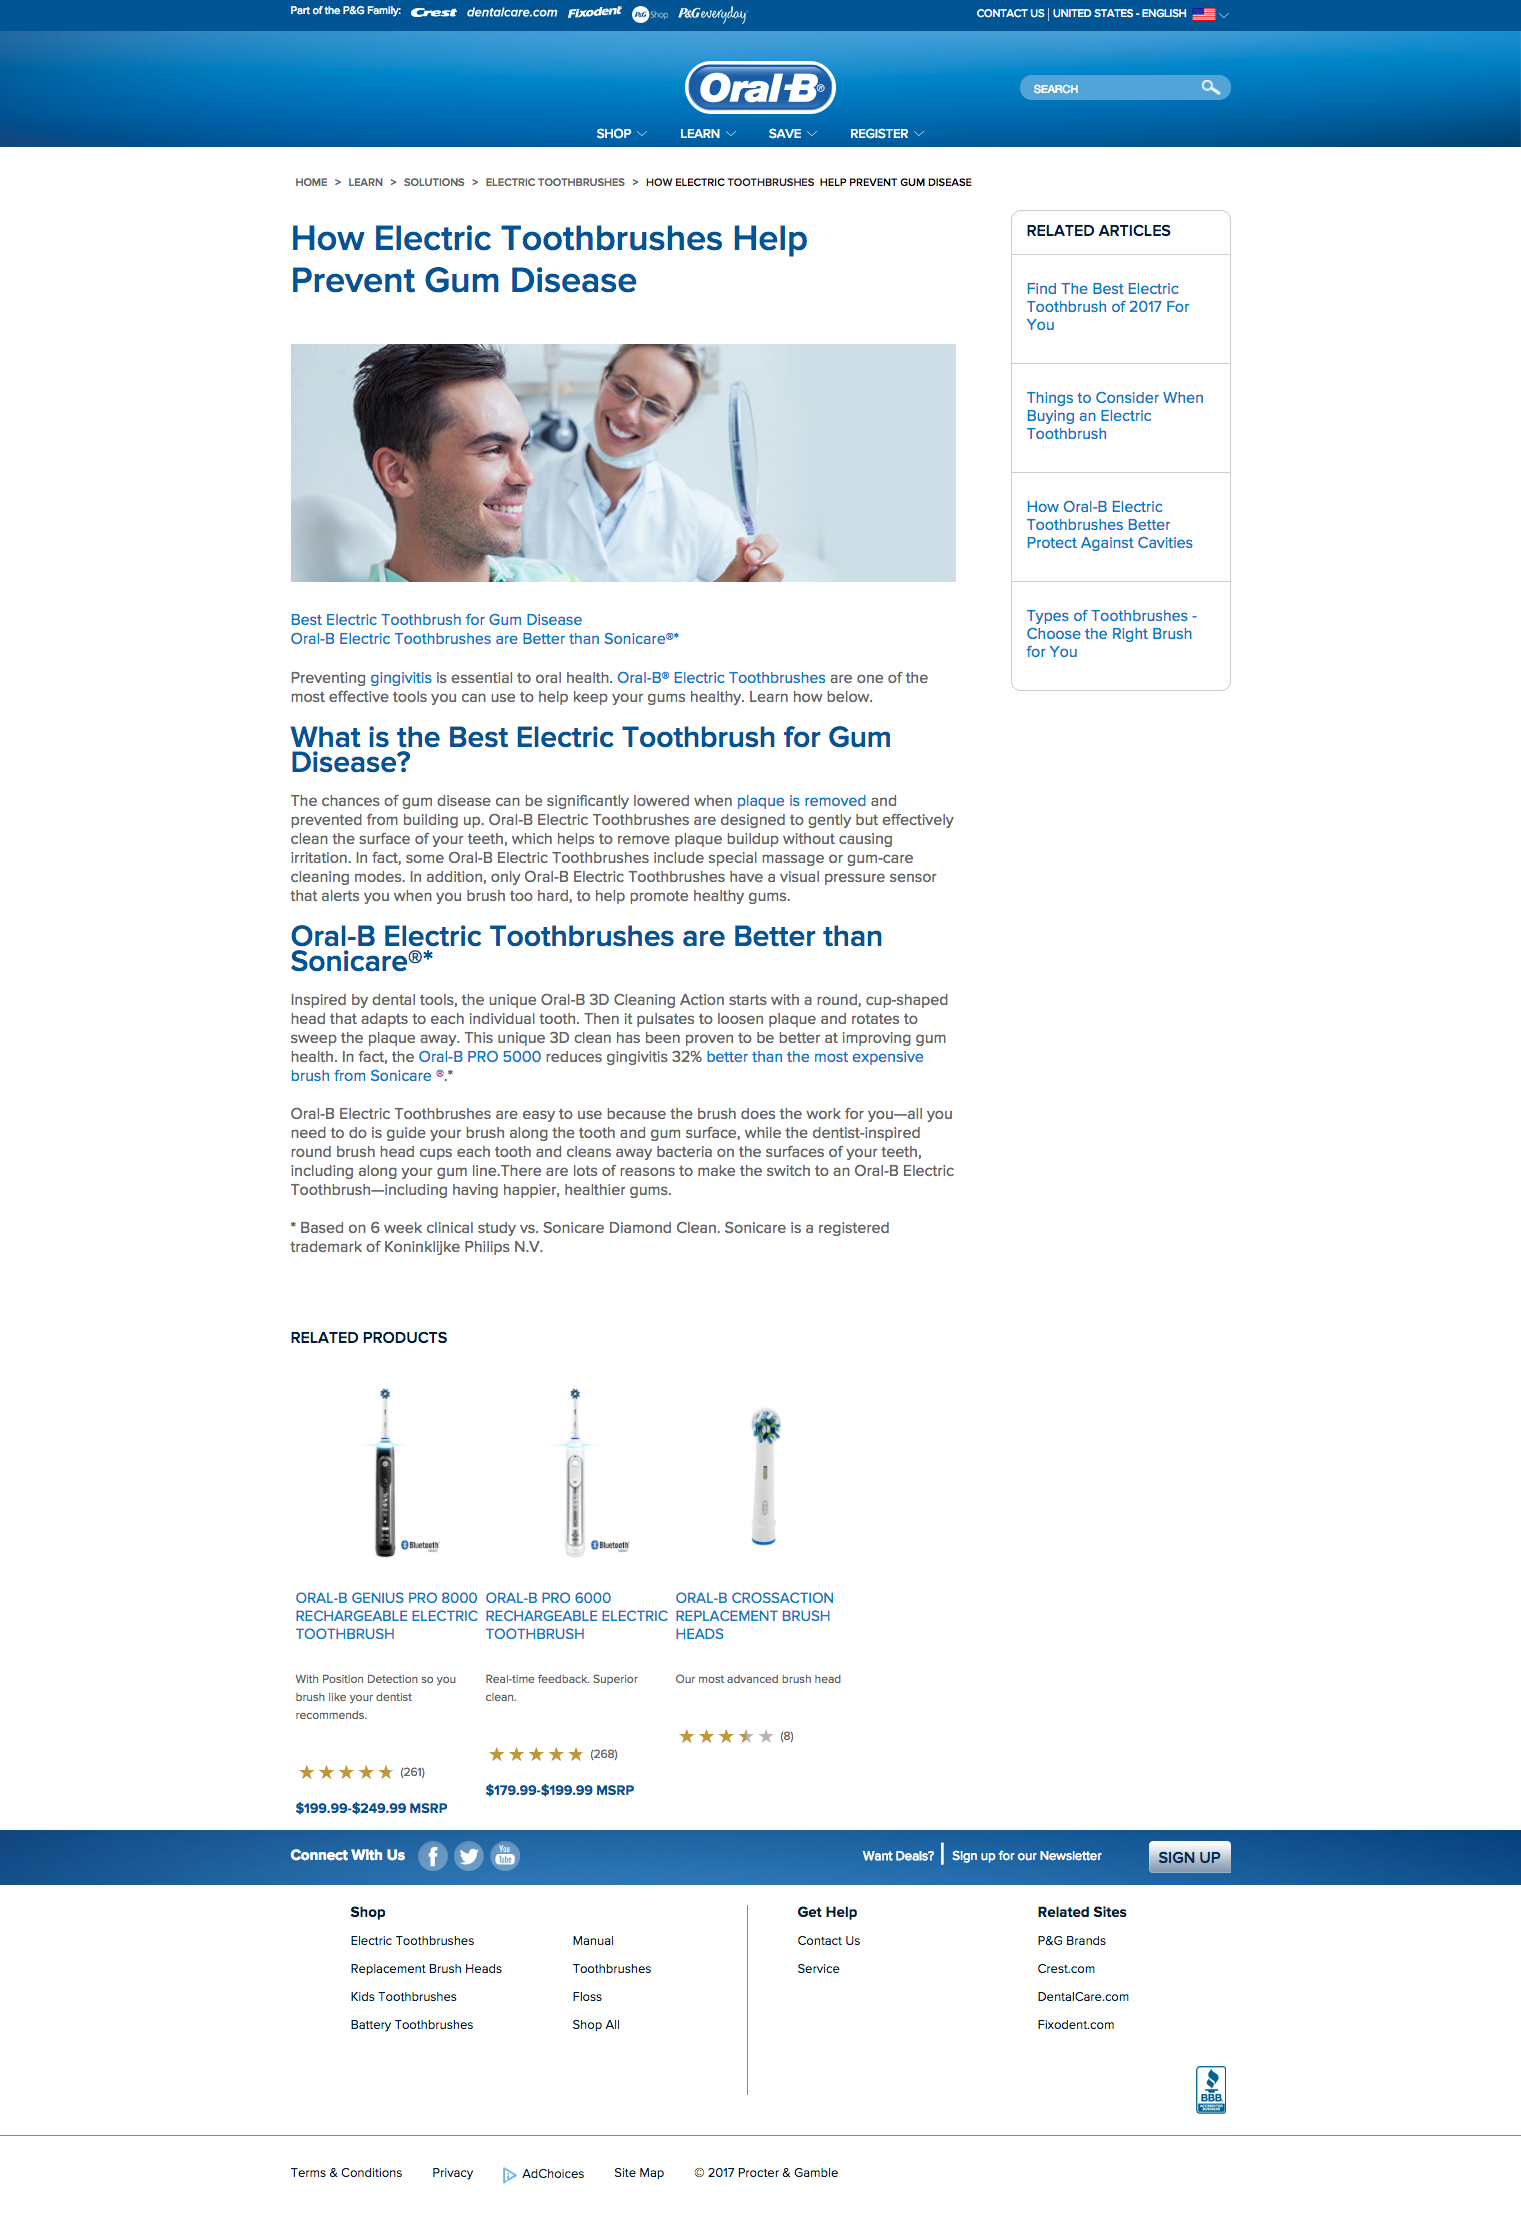 Part of the P&G Family: Crest dentalcare.com Fixodent P&G Shop P&G everyday
CONTACT US | UNITED STATES - ENGLISH
Oral-B®
SEARCH
SHOP LEARN SAVE REGISTER
HOME > LEARN > SOLUTIONS > ELECTRIC TOOTHBRUSHES > HOW ELECTRIC TOOTHBRUSHES HELP PREVENT GUM DISEASE
How Electric Toothbrushes Help
Prevent Gum Disease
Best Electric Toothbrush for Gum Disease
Oral-B Electric Toothbrushes are Better than Sonicare®*
Preventing gingivitis is essential to oral health. Oral-B® Electric Toothbrushes are one of the
most effective tools you can use to help keep your gums healthy. Learn how below.
What is the Best Electric Toothbrush for Gum
Disease?
The chances of gum disease can be significantly lowered when plaque is removed and
prevented from building up. Oral-B Electric Toothbrushes are designed to gently but effectively
clean the surface of your teeth, which helps to remove plaque buildup without causing
irritation. In fact, some Oral-B Electric Toothbrushes include special massage or gum-care
cleaning modes. In addition, only Oral-B Electric Toothbrushes have a visual pressure sensor
that alerts you when you brush too hard, to help promote healthy gums.
Oral-B Electric Toothbrushes are Better than
Sonicare®*
Inspired by dental tools, the unique Oral-B 3D Cleaning Action starts with a round, cup-shaped
head that adapts to each individual tooth. Then it pulsates to loosen plaque and rotates to
sweep the plaque away. This unique 3D clean has been proven to be better at improving gum
health. In fact, the Oral-B PRO 5000 reduces gingivitis 32% better than the most expensive
brush from Sonicare ®.*
Oral-B Electric Toothbrushes are easy to use because the brush does the work for you—all you
need to do is guide your brush along the tooth and gum surface, while the dentist-inspired
round brush head cups each tooth and cleans away bacteria on the surfaces of your teeth,
including along your gum line.There are lots of reasons to make the switch to an Oral-B Electric
Toothbrush—including having happier, healthier gums.
* Based on 6 week clinical study vs. Sonicare Diamond Clean. Sonicare is a registered
trademark of Koninklijke Philips N.V.
RELATED ARTICLES
Find The Best Electric
Toothbrush of 2017 For
You
Things to Consider When
Buying an Electric
Toothbrush
How Oral-B Electric
Toothbrushes Better
Protect Against Cavities
Types of Toothbrushes -
Choose the Right Brush
for You
RELATED PRODUCTS
Bluetooth
ORAL-B GENIUS PRO 8000
RECHARGEABLE ELECTRIC
TOOTHBRUSH
With Position Detection so you
brush like your dentist
recommends.
(261)
$199.99-$249.99 MSRP
Bluetooth
ORAL-B PRO 6000
RECHARGEABLE ELECTRIC
TOOTHBRUSH
Real-time feedback. Superior
clean.
(268)
$179.99-$199.99 MSRP
ORAL-B CROSSACTION
REPLACEMENT BRUSH
HEADS
Our most advanced brush head
(8)
Connect With Us
You
Tube
Want Deals? Sign up for our Newsletter
SIGN UP
Shop
Electric Toothbrushes
Replacement Brush Heads
Kids Toothbrushes
Battery Toothbrushes
Manual
Toothbrushes
Floss
Shop All
Get Help
Contact Us
Service
Related Sites
P&G Brands
Crest.com
DentalCare.com
Fixodent.com
BBB
Terms & Conditions Privacy AdChoices Site Map © 2017 Procter & Gamble